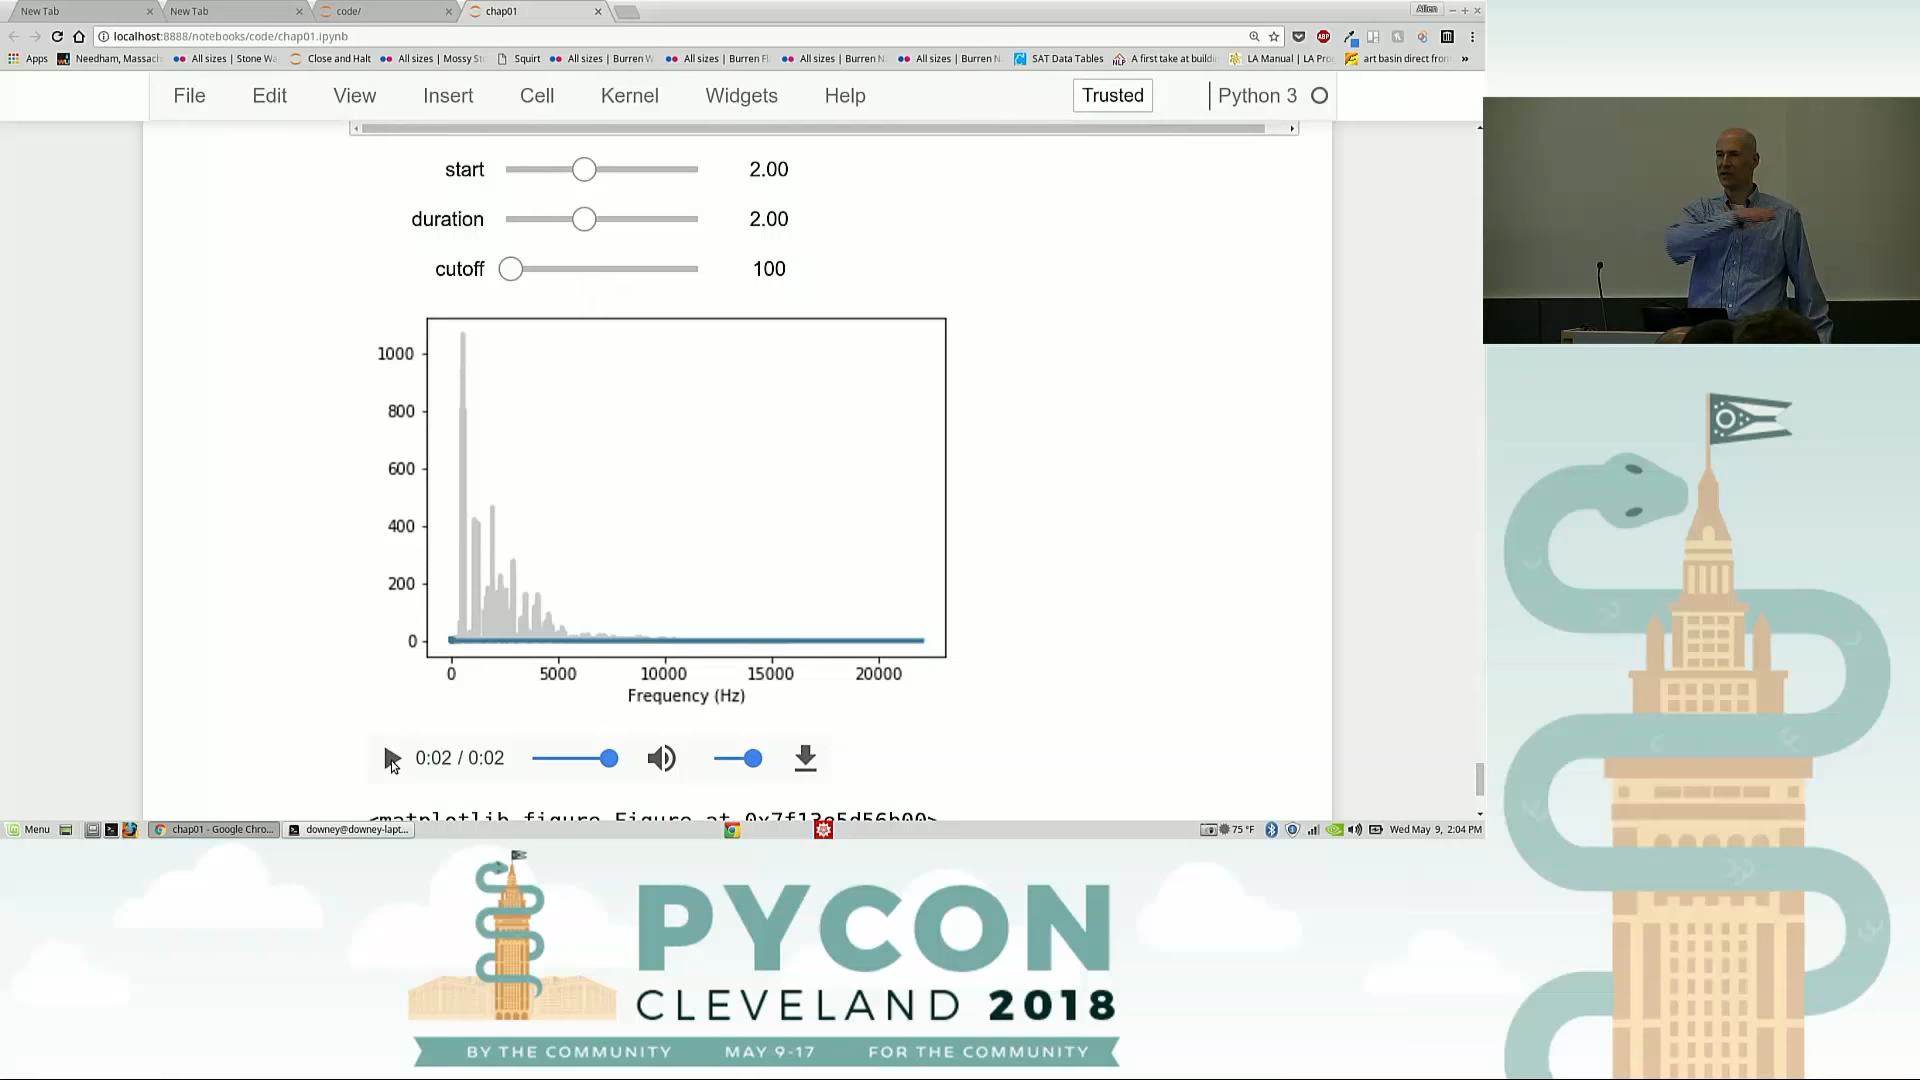 New Tab
New Tab
code/
chap01
Allen
localhost:8888/notebooks/code/chap01.ipynb
Apps
Needham, Massach
All sizes | Stone Wa
Close and Halt
All sizes | Mossy St
Squirt
All sizes | Burren W
All sizes | Burren Fl
All sizes | Burren N
All sizes | Burren N
SAT Data Tables
NLP
A first take at buildi
LA Manual | LA Pro
art basin direct from
»
File
Edit
View
Insert
Cell
Kernel
Widgets
Help
Trusted
Python 3
start
2.00
duration
2.00
cutoff
100
1000
800
600
400
200
0
0
5000
10000
15000
20000
Frequency (Hz)
0:02 / 0:02
Menu
chap01 - Google Chro...
downey@downey-lapt...
75 °F
Wed May 9, 2:04 PM
PYCON
CLEVELAND 2018
BY THE COMMUNITY
MAY 9-17
FOR THE COMMUNITY